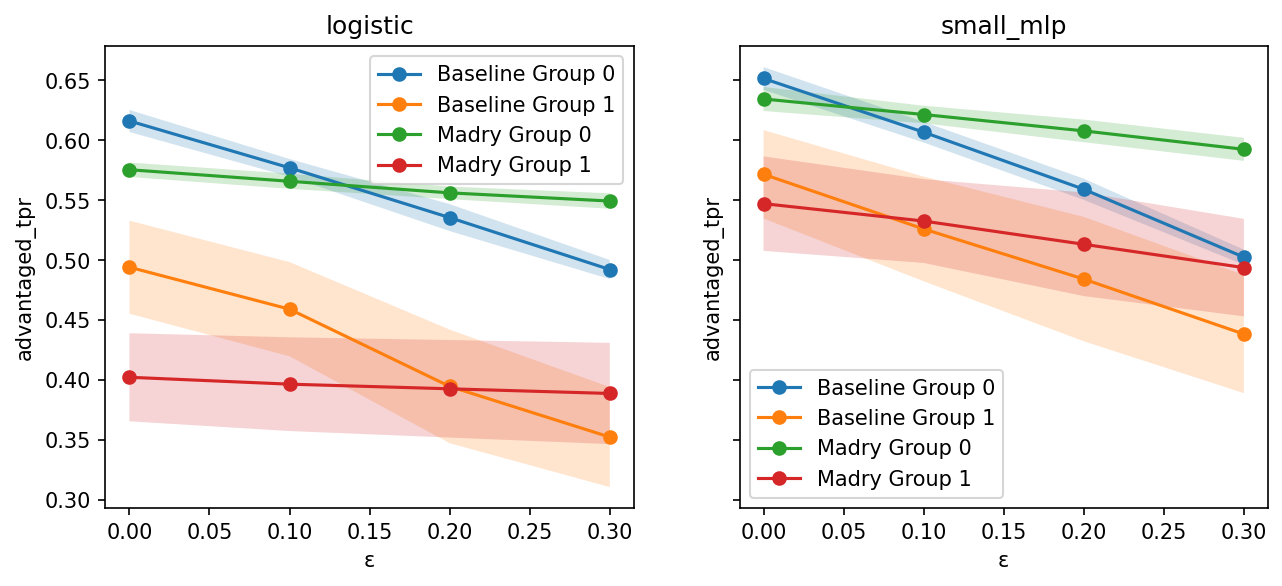 logistic
advantaged_tpr
0.65
0.60
0.55
0.50
0.45
0.40
0.35
0.30
Baseline Group 0
Baseline Group 1
Madry Group 0
Madry Group 1
0.00 0.05 0.10 0.15 0.20 0.25 0.30
ε
small_mlp
advantaged_tpr
Baseline Group 0
Baseline Group 1
Madry Group 0
Madry Group 1
0.00 0.05 0.10 0.15 0.20 0.25 0.30
ε